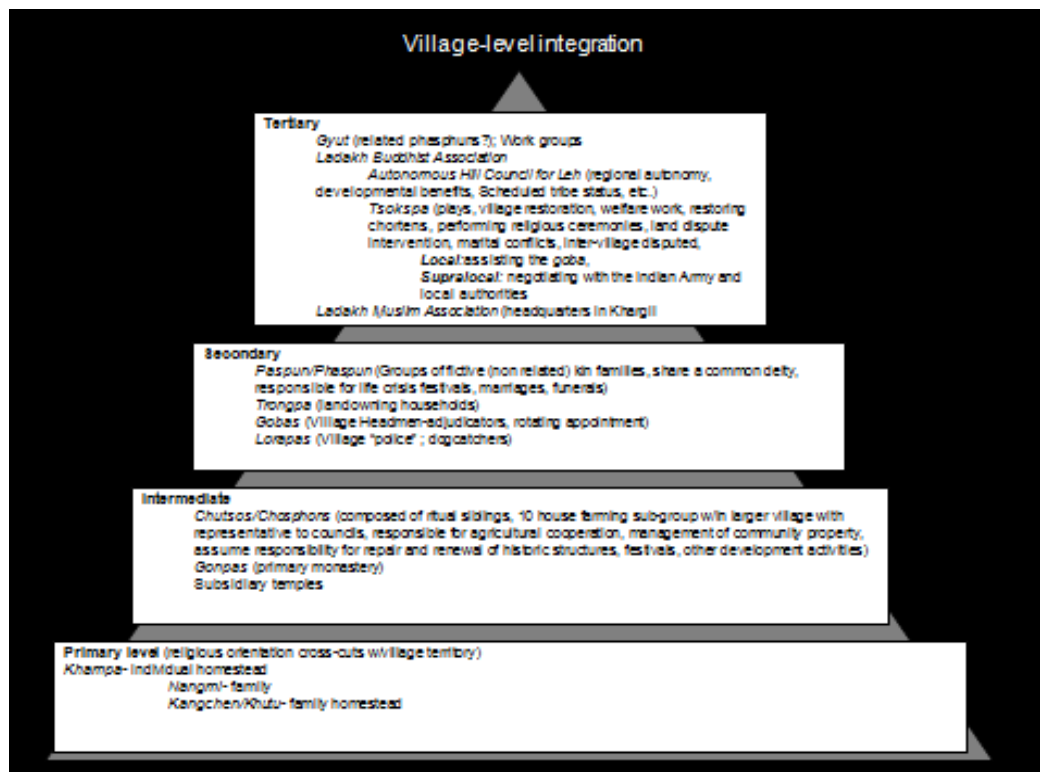 Village-level integration
Tertiary
Gyut (related phasphuns?); Work groups
Ladakh Buddhist Association
Autonomous Hill Council for Leh (regional autonomy,
developmental benefits, Scheduled tribe status, etc.)
Tsokspa (plays, village restoration, welfare work, restoring
chortens, performing religious ceremonies, land dispute
intervention, marital conflicts, inter-village disputed,
Local:assisting the goba,
Supralocal: negotiating with the Indian Army and
local authorities
Ladakh Muslim Association (headquarters in Khargil
Secondary
Paspun/Phaspun (Groups of fictive (non related) kin families, share a common deity,
responsible for life crisis festivals, marriages, funerals)
Trongpa (landowning households)
Gobas (Village Headmen-adjudicators, rotating appointment)
Lorapas (Village "police" ; dogcatchers)
Intermediate
Chutsos/Chosphons (composed of ritual siblings, 10 house farming sub-group w/in larger village with
representative to councils, responsible for agricultural cooperation, management of community property,
assume responsibility for repair and renewal of historic structures, festivals, other development activities)
Gonpas (primary monastery)
Subsidiary temples
Primary level (religious orientation cross-cuts w/village territory)
Khampa- individual homestead
Nangmi- family
Kangchen/Khutu- family homestead